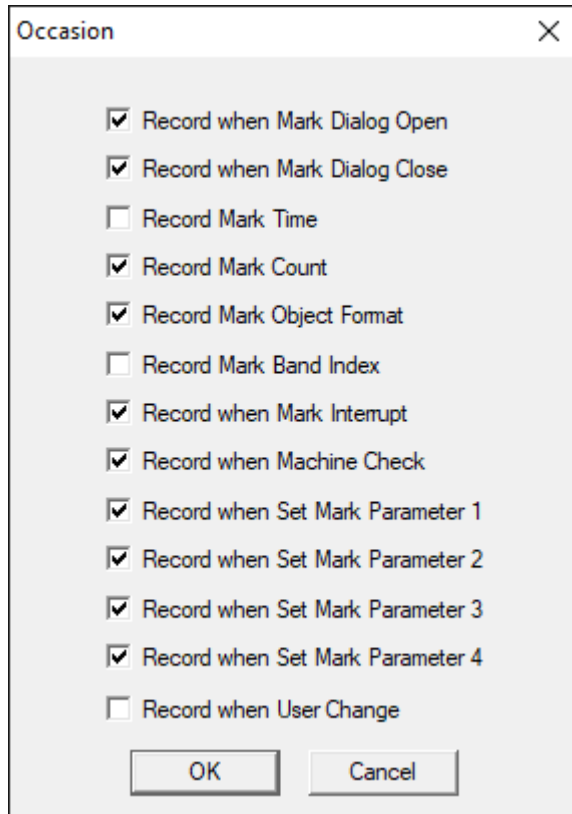 Occasion
Record when Mark Dialog Open
Record when Mark Dialog Close
Record Mark Time
Record Mark Count
Record Mark Object Format
Record Mark Band Index
Record when Mark Interrupt
Record when Machine Check
Record when Set Mark Parameter 1
Record when Set Mark Parameter 2
Record when Set Mark Parameter 3
Record when Set Mark Parameter 4
Record when User Change
OK Cancel